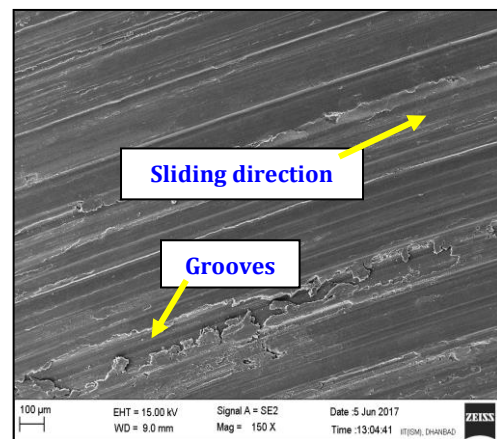 Sliding direction
Grooves
100 µm
EHT = 15.00 kV
Signal A = SE2
Date :5 Jun 2017
ZEISS
WD = 9.0 mm
Mag = 150 X
Time :13:04:41
IIT(ISM), DHANBAD